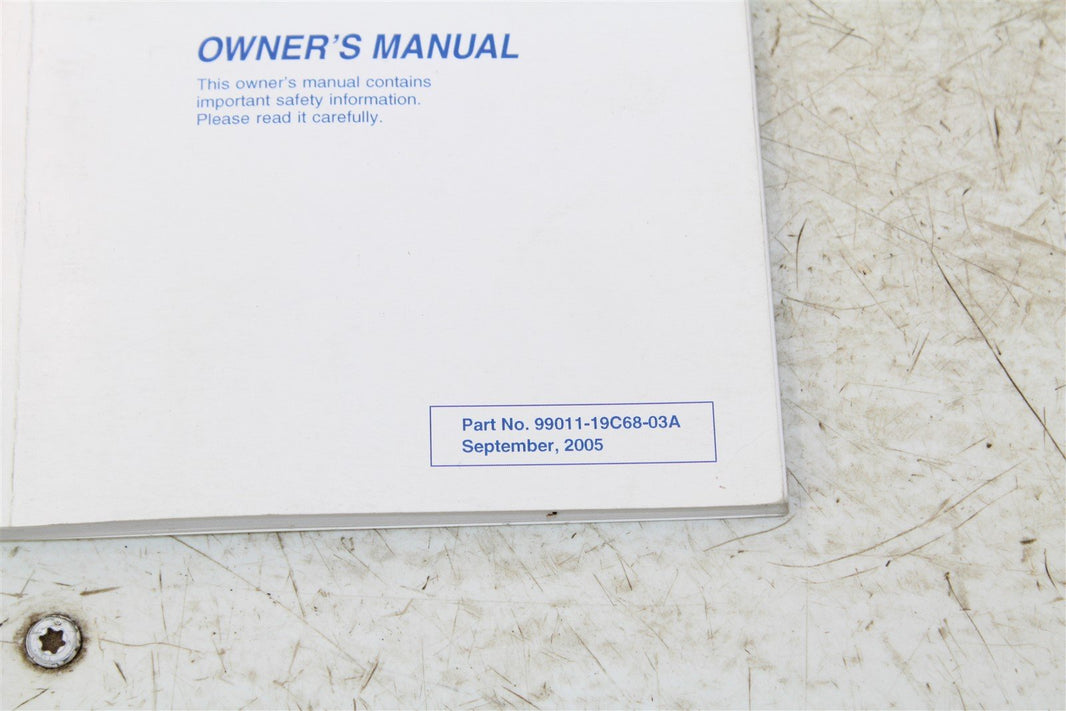 OWNER'S MANUAL
This owner's manual contains
important safety information.
Please read it carefully.
Part No. 99011-19C68-03A
September, 2005